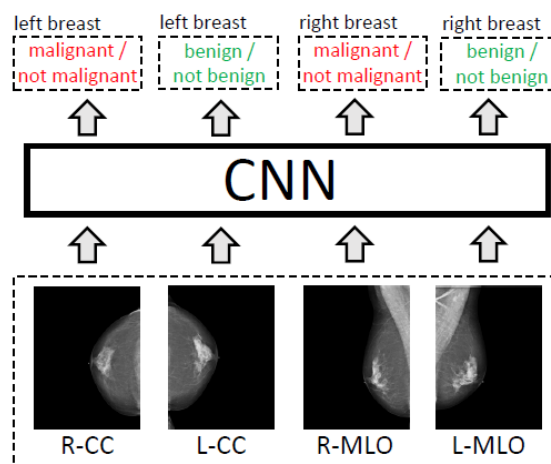 left breast left breast right breast right breast
malignant / benign / malignant / benign /
not malignant not benign not malignant not benign
CNN
R-CC L-CC R-MLO L-MLO